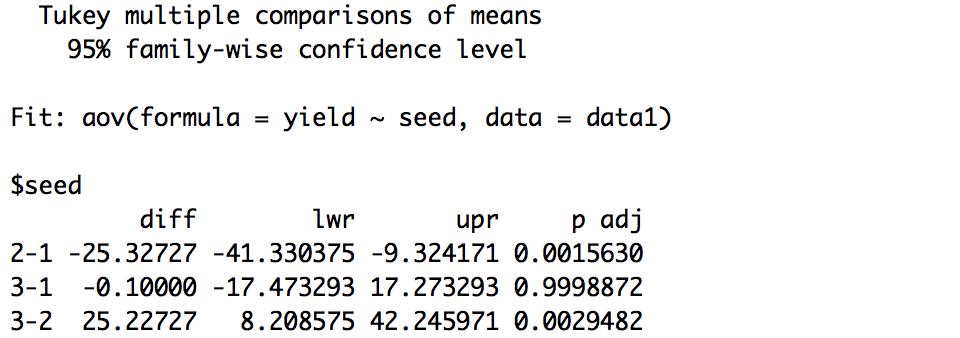 Tukey multiple comparisons of means
95% family-wise confidence level
Fit: aov(formula = yield ~ seed, data = data1)
$seed
diff lwr upr p adj
2-1 -25.32727 -41.330375 -9.324171 0.0015630
3-1 -0.10000 -17.473293 17.273293 0.9998872
3-2 25.22727 8.208575 42.245971 0.0029482